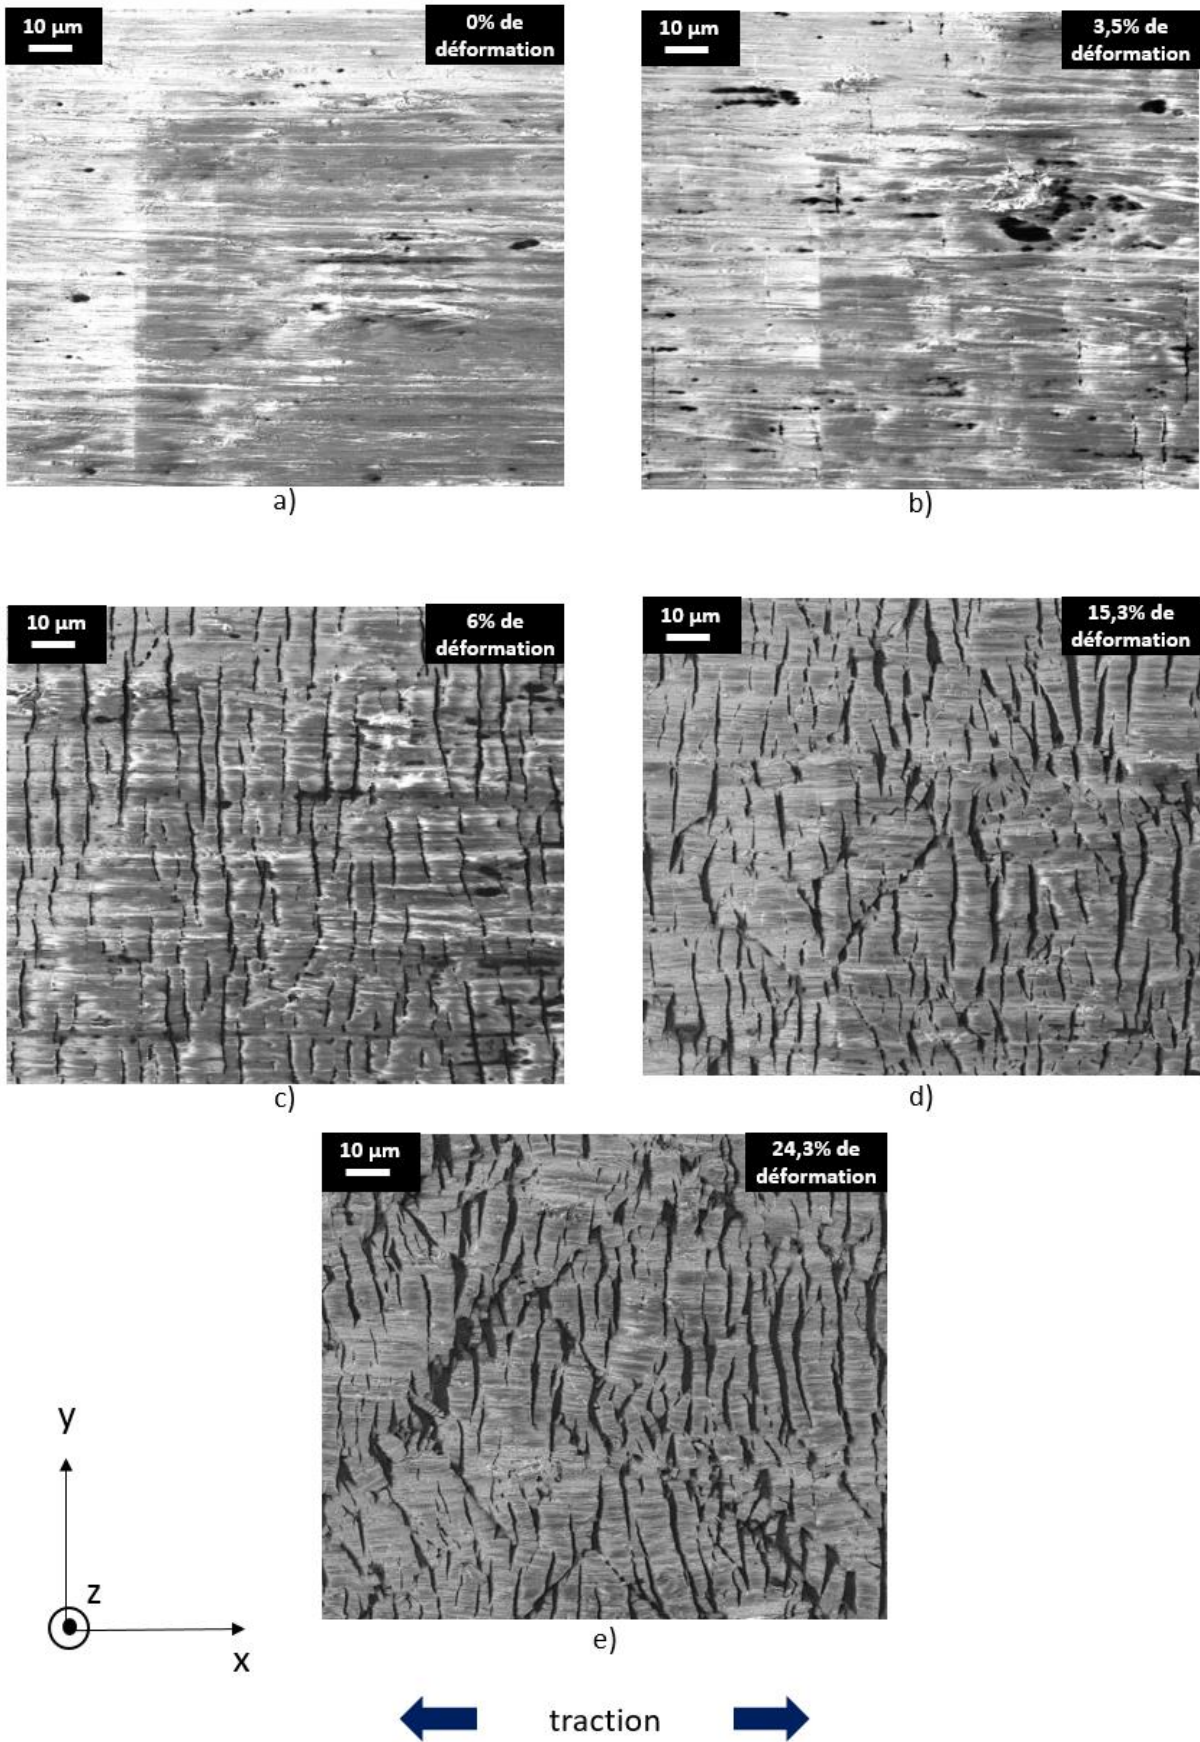 10 µm
0% de
déformation
a)
10 µm
3,5% de
déformation
b)
10 µm
6% de
déformation
c)
10 µm
15,3% de
déformation
d)
10 µm
24,3% de
déformation
e)
y
z
x
traction